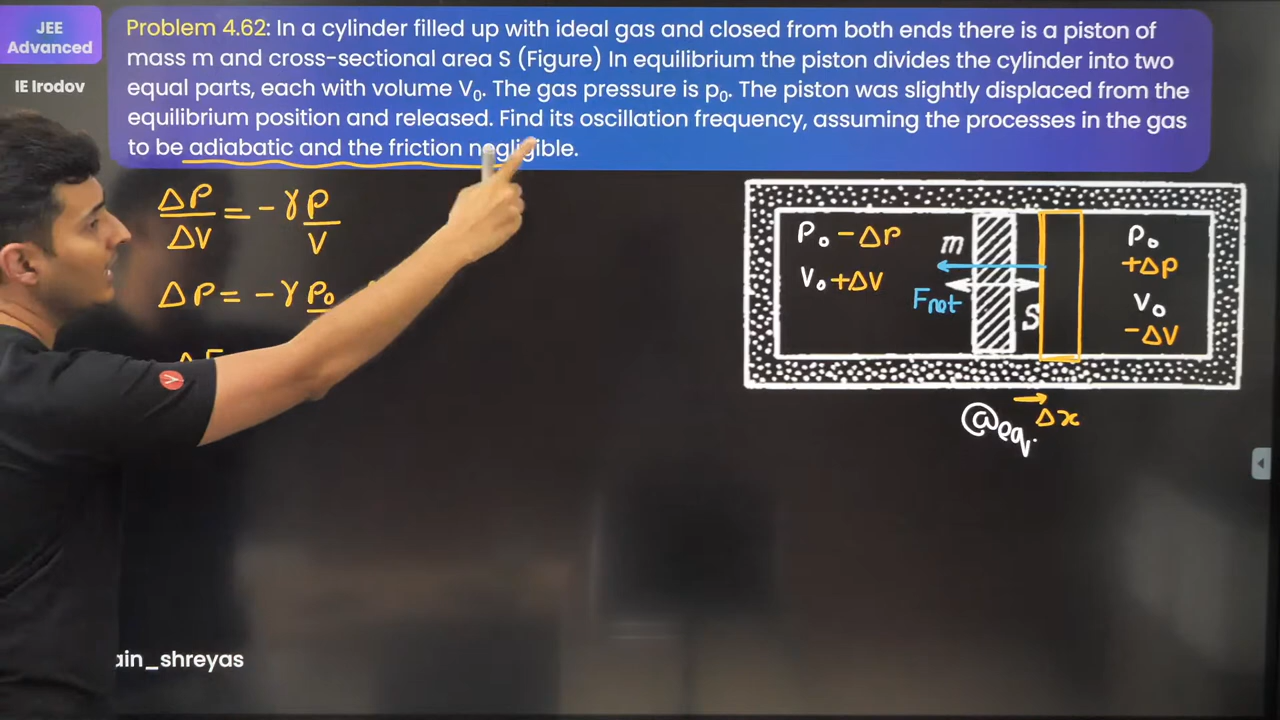 JEE
Advanced
IE Irodov
Problem 4.62: In a cylinder filled up with ideal gas and closed from both ends there is a piston of
mass m and cross-sectional area S (Figure) In equilibrium the piston divides the cylinder into two
equal parts, each with volume V₀. The gas pressure is p₀. The piston was slightly displaced from the
equilibrium position and released. Find its oscillation frequency, assuming the processes in the gas
to be adiabatic and the friction negligible.
ΔP/ΔV = -γ P/V
ΔP = -γ P₀
P₀ - ΔP
V₀ + ΔV
m
Fnet
S
P₀
+ΔP
V₀
-ΔV
Δx
@eq.
ain_shreyas